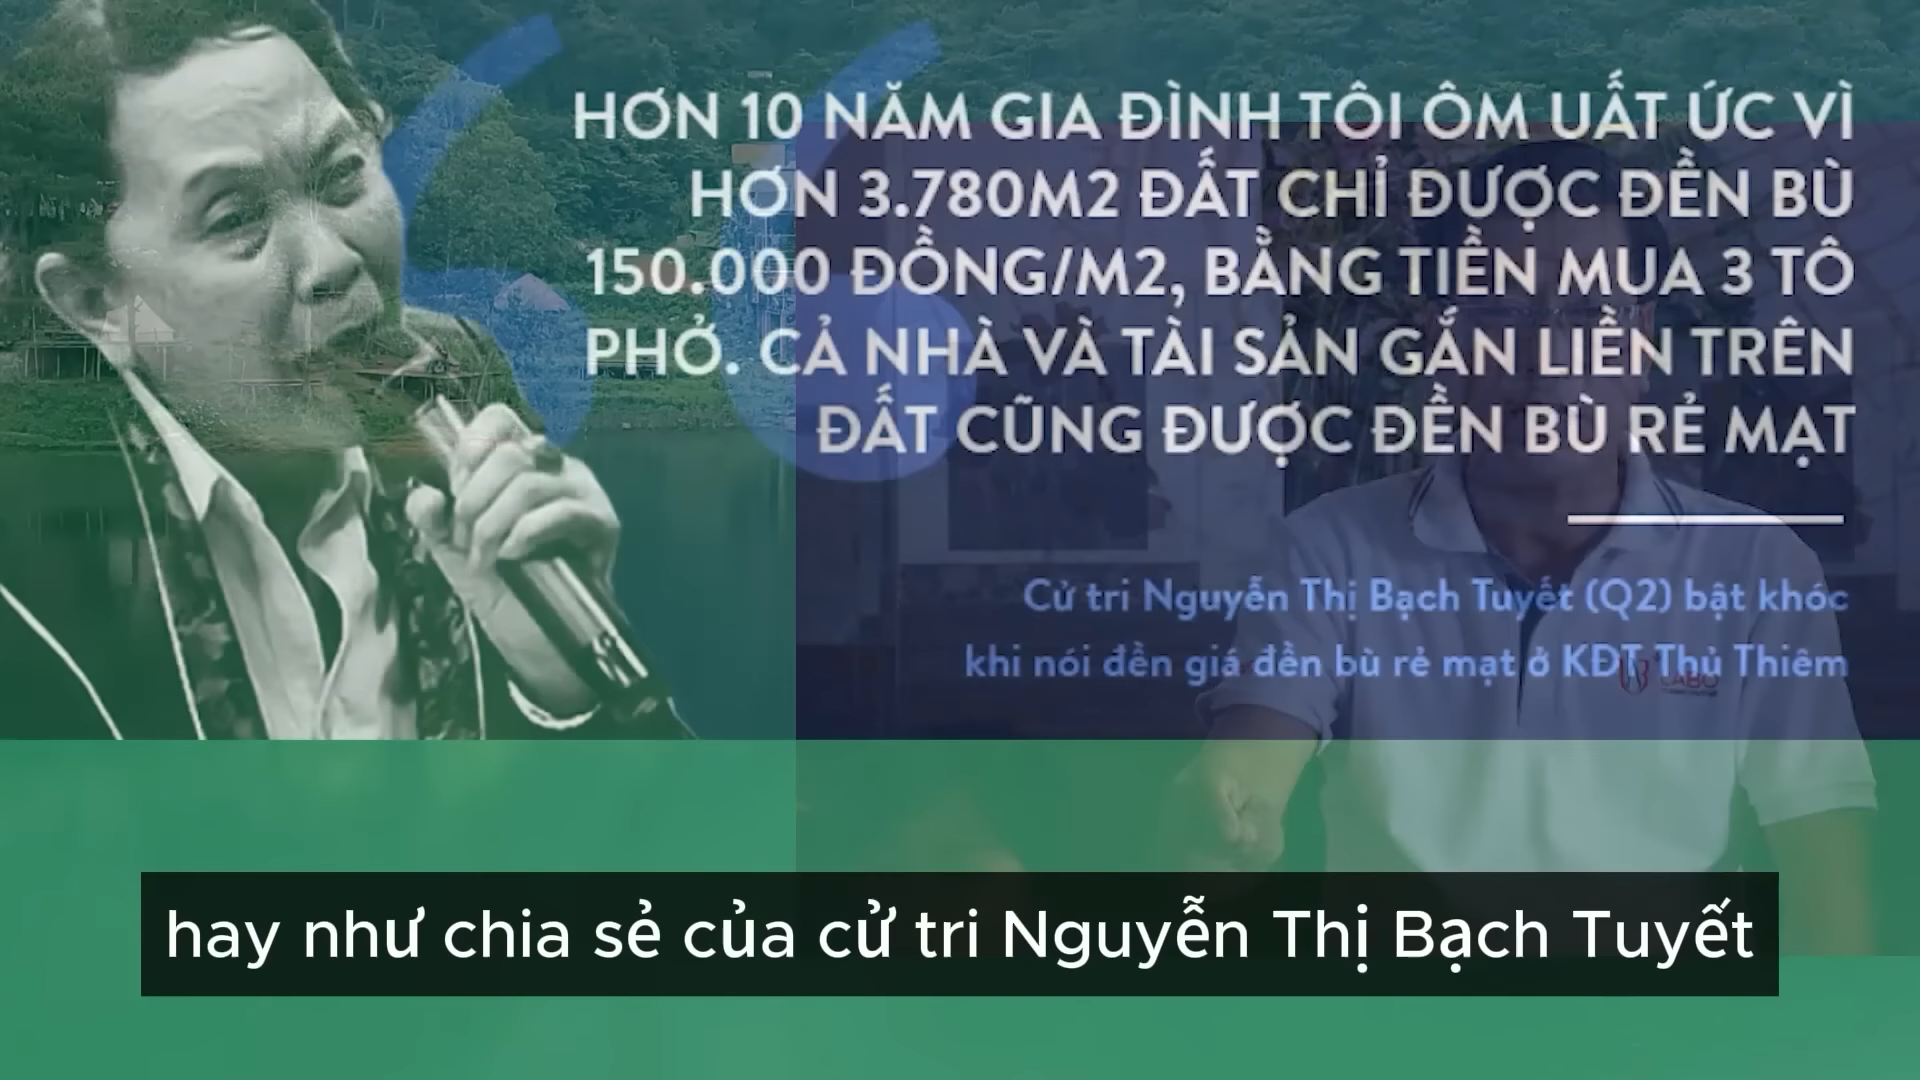 HƠN 10 NĂM GIA ĐÌNH TÔI ÔM UẤT ỨC VÌ
HƠN 3.780M2 ĐẤT CHỈ ĐƯỢC ĐỀN BÙ
150.000 ĐỒNG/M2, BẰNG TIỀN MUA 3 TÔ
PHỞ. CẢ NHÀ VÀ TÀI SẢN GẮN LIỀN TRÊN
ĐẤT CŨNG ĐƯỢC ĐỀN BÙ RẺ MẠT
Cử tri Nguyễn Thị Bạch Tuyết (Q2) bật khóc
khi nói đền giá đền bù rẻ mạt ở KĐT Thủ Thiêm
LABO
hay như chia sẻ của cử tri Nguyễn Thị Bạch Tuyết